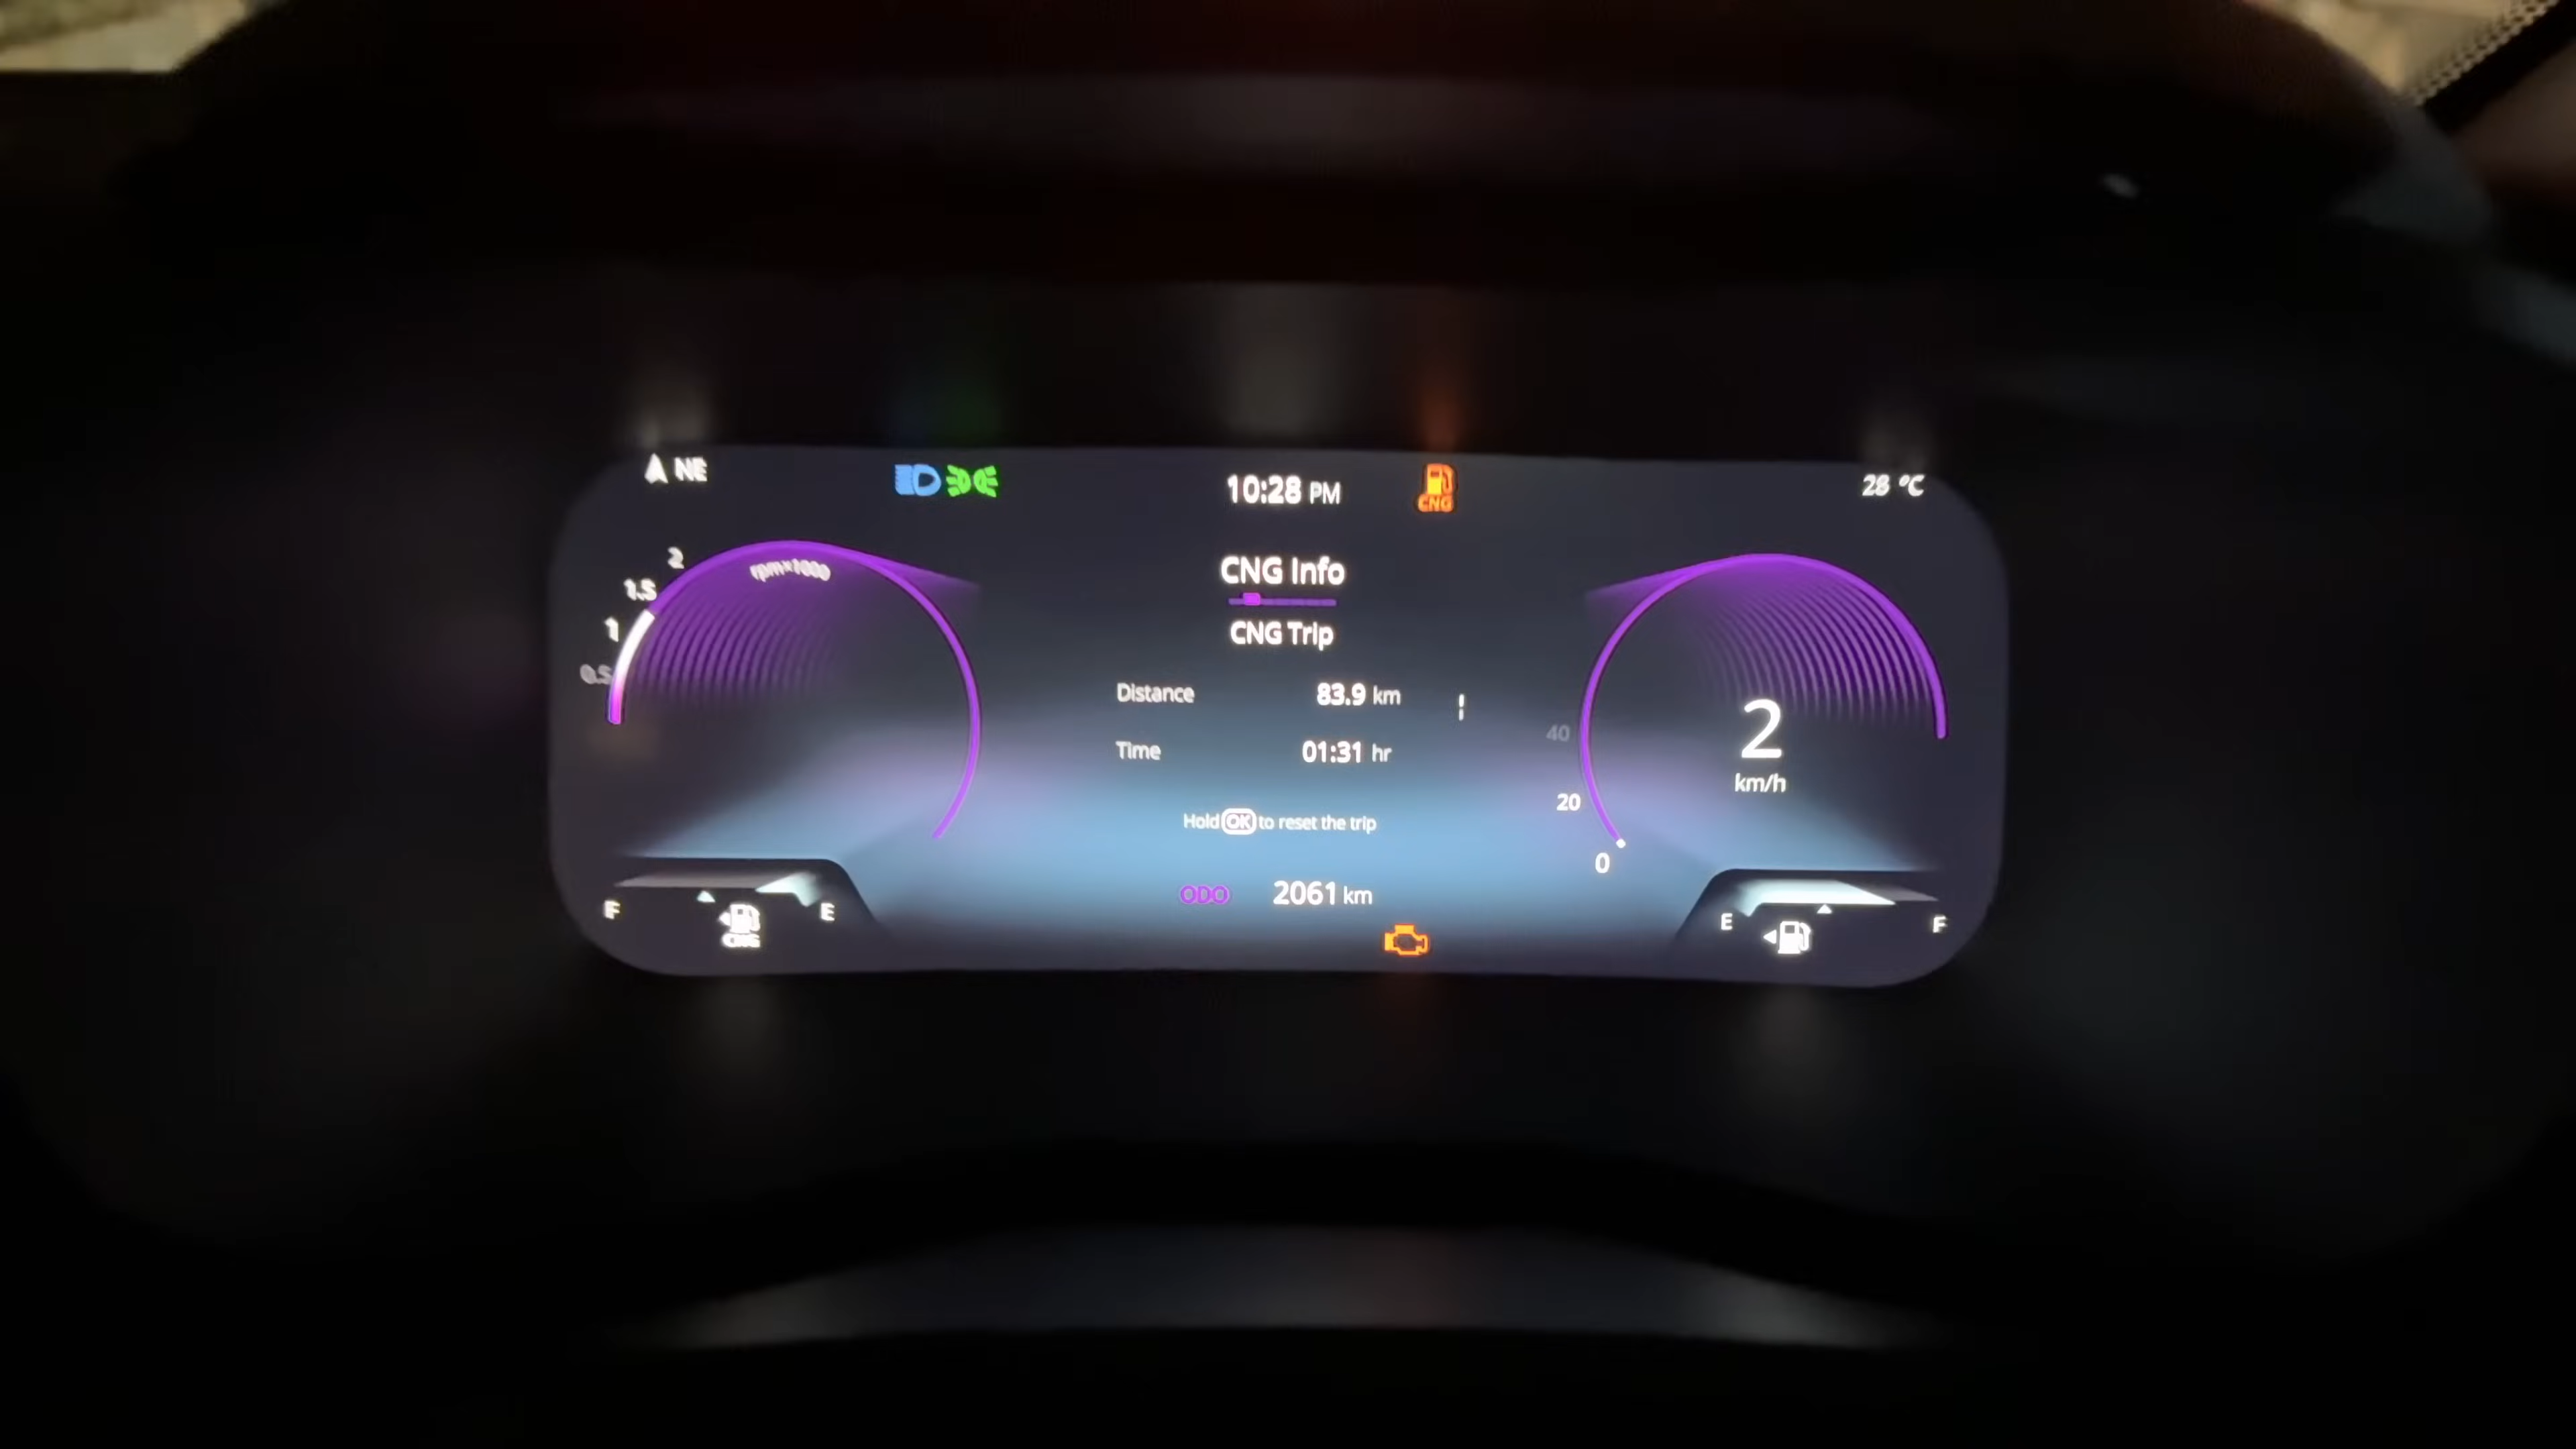 NE
10:28 PM
CNG
28 °C
2
1.5
1
0.5
rpm×1000
CNG Info
CNG Trip
Distance 83.9 km
Time 01:31 hr
Hold OK to reset the trip
ODO 2061 km
40
20
0
2
km/h
F
CNG
E
E
F